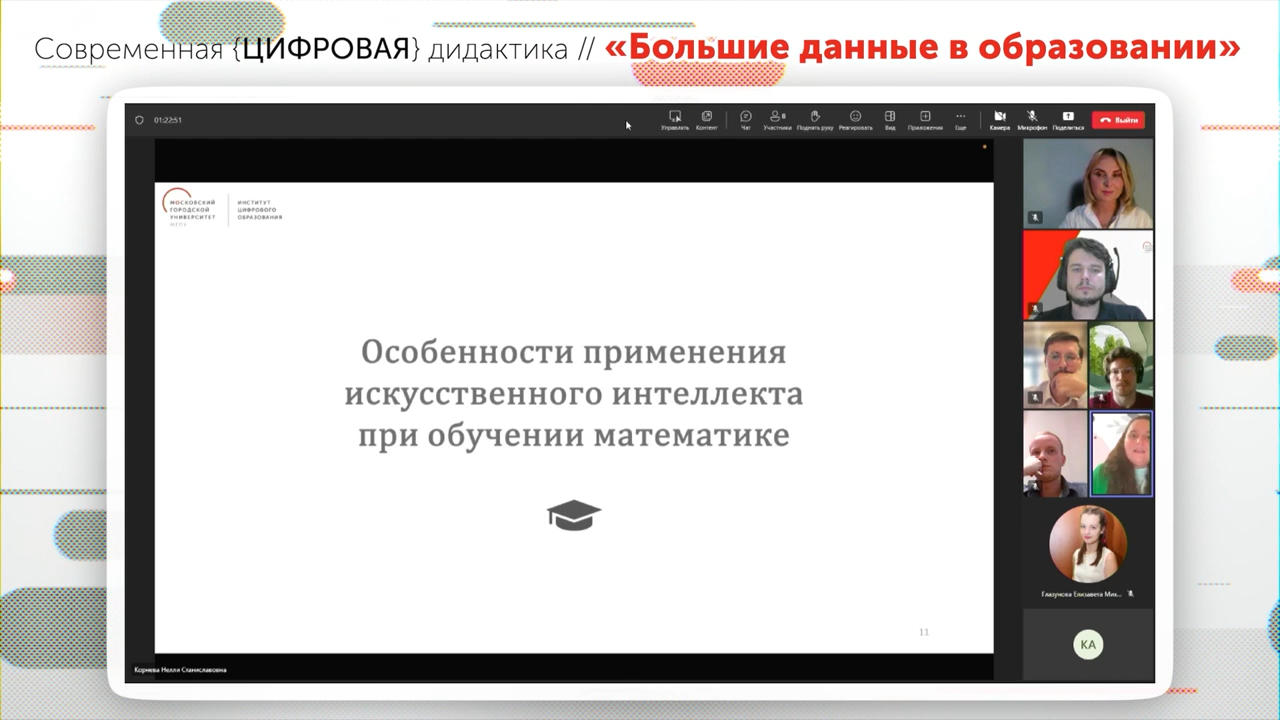 Современная {ЦИФРОВАЯ} дидактика // «Большие данные в образовании»
01:22:51
Управлять Контент Чат Участники 8 Поднять руку Реагировать Вид Приложения Еще Камера Микрофон Поделиться Выйти
МОСКОВСКИЙ
ГОРОДСКОЙ
УНИВЕРСИТЕТ
МГПУ
ИНСТИТУТ
ЦИФРОВОГО
ОБРАЗОВАНИЯ
Особенности применения
искусственного интеллекта
при обучении математике
11
Корнева Нелли Станиславовна
Глазунова Елизавета Мих...
КА